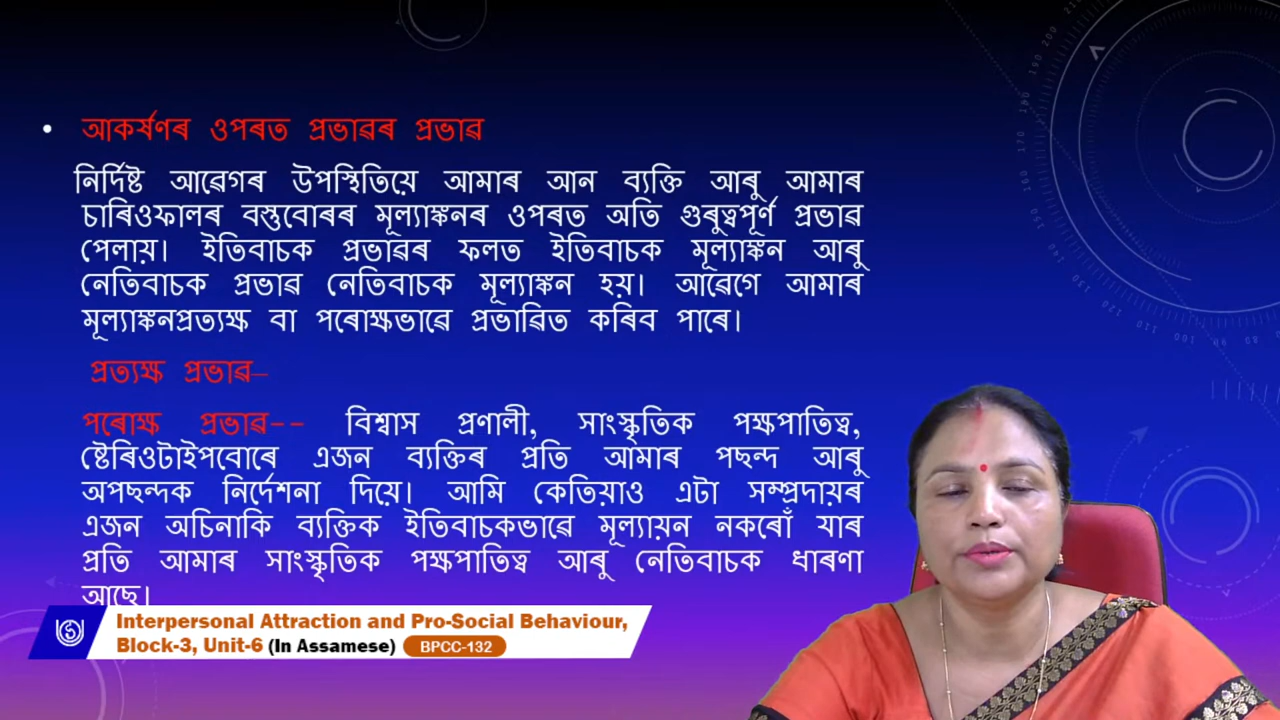 • আকৰ্ষণৰ ওপৰত প্ৰভাৱৰ প্ৰভাৱ
নিৰ্দিষ্ট আৱেগৰ উপস্থিতিয়ে আমাৰ আন ব্যক্তি আৰু আমাৰ
চাৰিওফালৰ বস্তুবোৰৰ মূল্যাঙ্কনৰ ওপৰত অতি গুৰুত্বপূৰ্ণ প্ৰভাৱ
পেলায়। ইতিবাচক প্ৰভাৱৰ ফলত ইতিবাচক মূল্যাঙ্কন আৰু
নেতিবাচক প্ৰভাৱ নেতিবাচক মূল্যাঙ্কন হয়। আৱেগে আমাৰ
মূল্যাঙ্কনপ্ৰত্যক্ষ বা পৰোক্ষভাৱে প্ৰভাৱিত কৰিব পাৰে।
প্ৰত্যক্ষ প্ৰভাৱ–
পৰোক্ষ প্ৰভাৱ-- বিশ্বাস প্ৰণালী, সাংস্কৃতিক পক্ষপাতিত্ব,
ষ্টেৰিওটাইপবোৰে এজন ব্যক্তিৰ প্ৰতি আমাৰ পছন্দ আৰু
অপছন্দক নিৰ্দেশনা দিয়ে। আমি কেতিয়াও এটা সম্প্ৰদায়ৰ
এজন অচিনাকি ব্যক্তিক ইতিবাচকভাৱে মূল্যায়ন নকৰোঁ যাৰ
প্ৰতি আমাৰ সাংস্কৃতিক পক্ষপাতিত্ব আৰু নেতিবাচক ধাৰণা
আছে।
Interpersonal Attraction and Pro-Social Behaviour,
Block-3, Unit-6 (In Assamese) BPCC-132